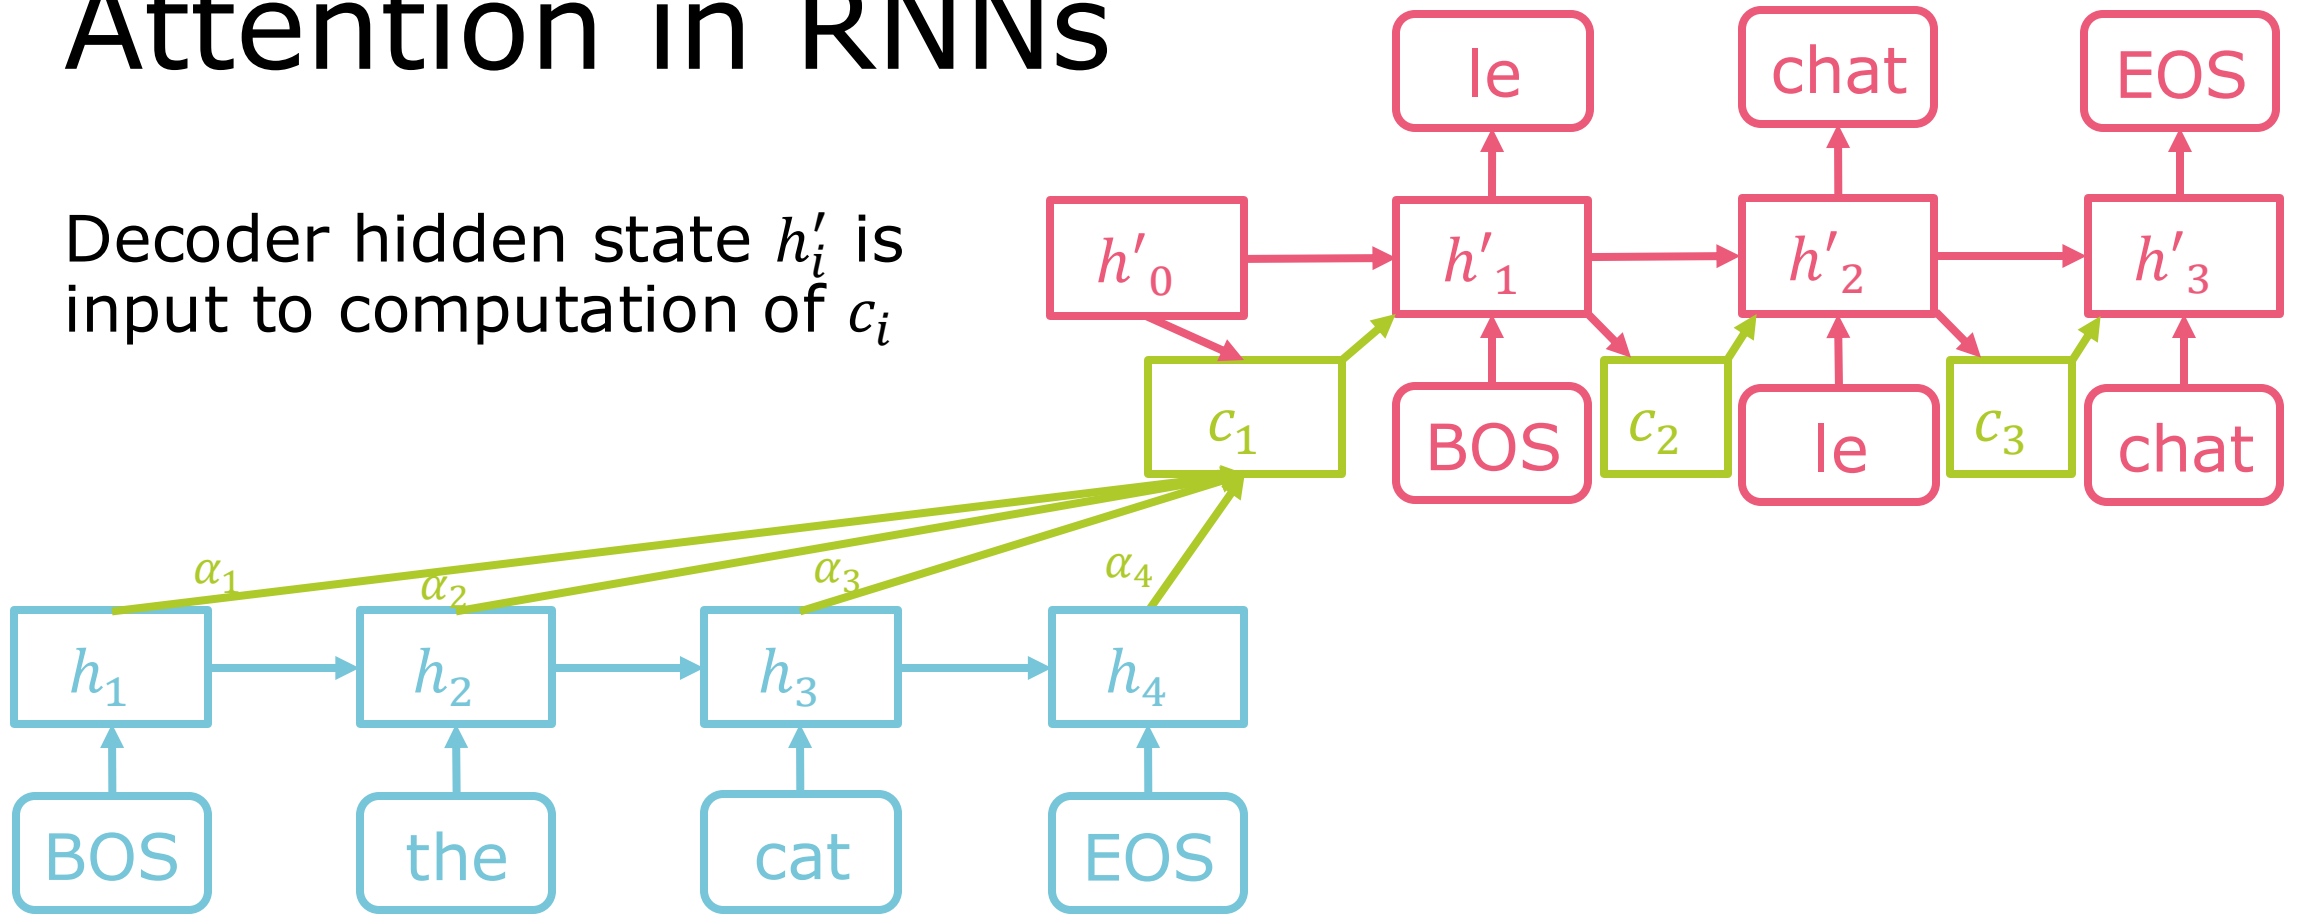 Attention in RNNs
Decoder hidden state h′ᵢ is
input to computation of cᵢ
le chat EOS
h′₀ h′₁ h′₂ h′₃
c₁ BOS c₂ le c₃ chat
α₁ α₂ α₃ α₄
h₁ h₂ h₃ h₄
BOS the cat EOS